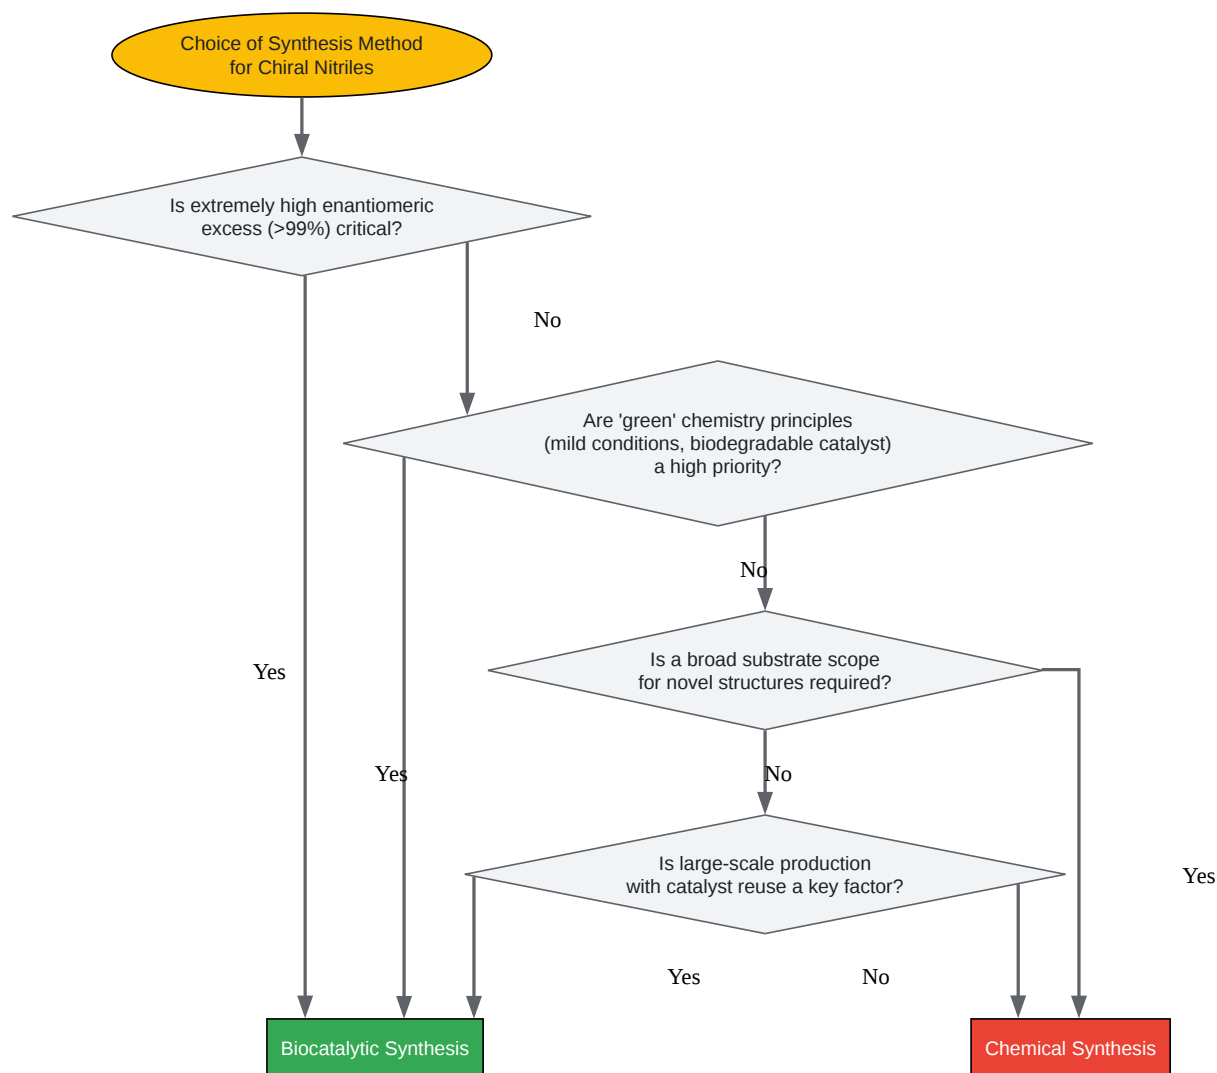 Choice of Synthesis Method
for Chiral Nitriles
Is extremely high enantiomeric
excess (>99%) critical?
No
Are 'green' chemistry principles
(mild conditions, biodegradable catalyst)
a high priority?
No
Is a broad substrate scope
for novel structures required?
Yes
Yes
No
Is large-scale production
with catalyst reuse a key factor?
Yes
Yes
No
Biocatalytic Synthesis
Chemical Synthesis